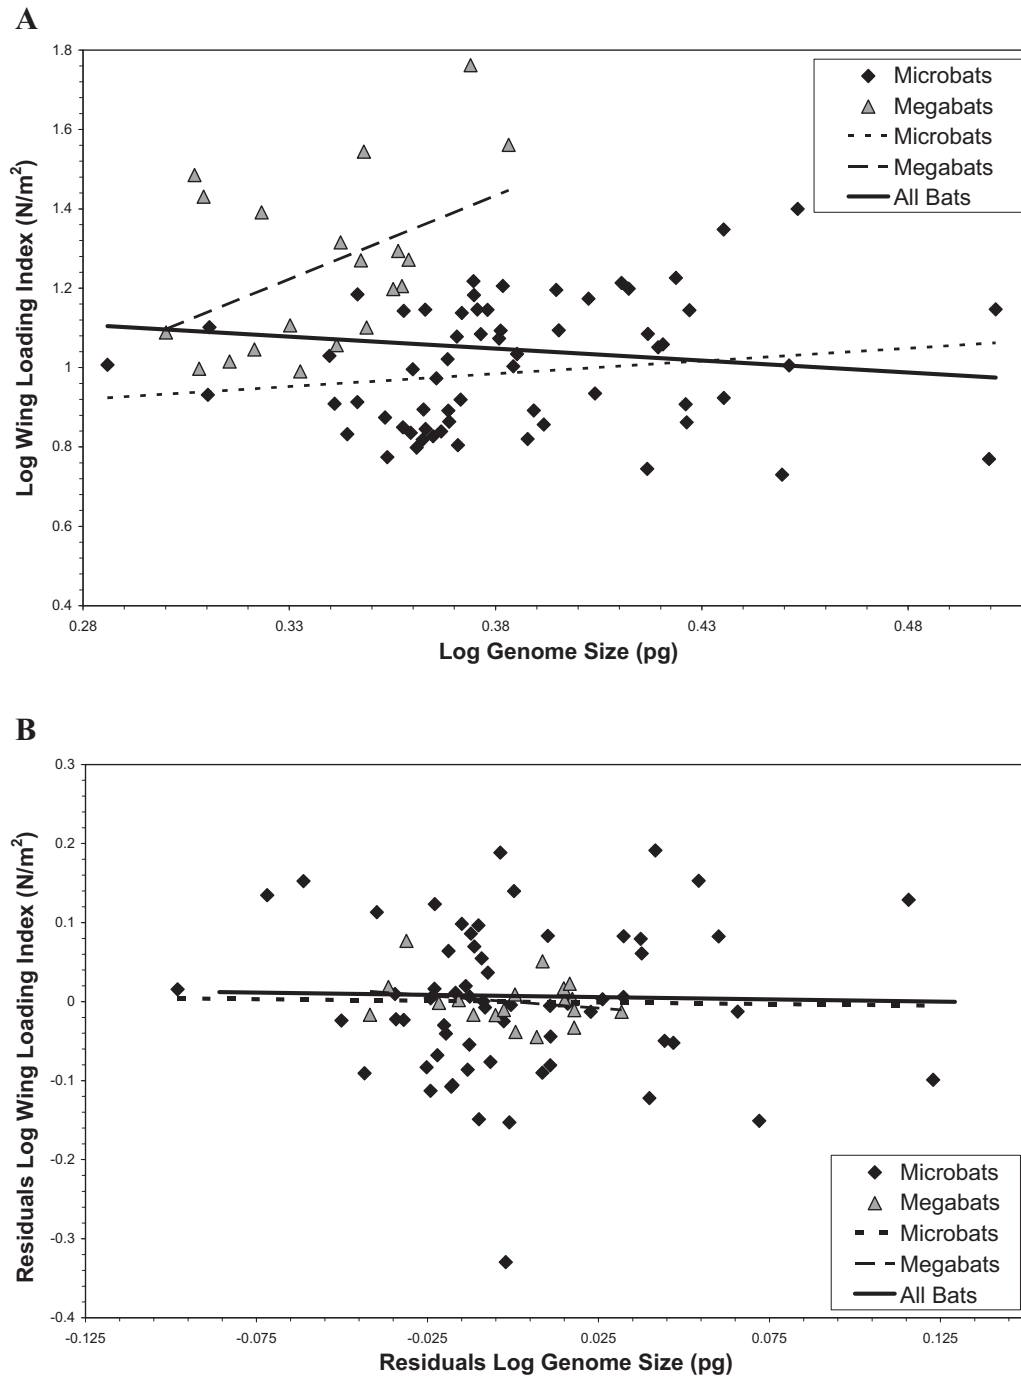 A
1.8
1.6
1.4
1.2
1
0.8
0.6
0.4
0.28
0.33
0.38
0.43
0.48
Log Wing Loading Index (N/m²)
Log Genome Size (pg)
Microbats
Megabats
Microbats
Megabats
All Bats
B
0.3
0.2
0.1
0
-0.1
-0.2
-0.3
-0.4
-0.125
-0.075
-0.025
0.025
0.075
0.125
Residuals Log Wing Loading Index (N/m²)
Residuals Log Genome Size (pg)
Microbats
Megabats
Microbats
Megabats
All Bats